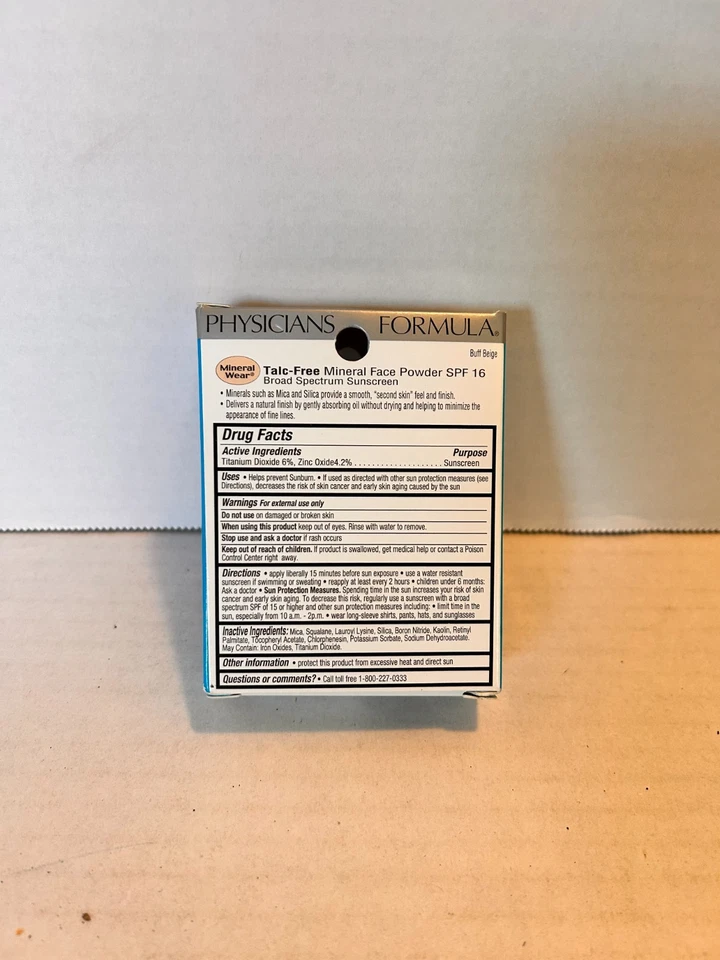 PHYSICIANS FORMULA®
Buff Beige
Mineral
Wear®
Talc-Free Mineral Face Powder SPF 16
Broad Spectrum Sunscreen
• Minerals such as Mica and Silica provide a smooth, "second skin" feel and finish.
• Delivers a natural finish by gently absorbing oil without drying and helping to minimize the
appearance of fine lines.
Drug Facts
Active Ingredients Purpose
Titanium Dioxide 6%, Zinc Oxide4.2% . . . . . . . . . . . . . . . . . . . . Sunscreen
Uses • Helps prevent Sunburn. • If used as directed with other sun protection measures (see
Directions), decreases the risk of skin cancer and early skin aging caused by the sun
Warnings For external use only
Do not use on damaged or broken skin
When using this product keep out of eyes. Rinse with water to remove.
Stop use and ask a doctor if rash occurs
Keep out of reach of children. If product is swallowed, get medical help or contact a Poison
Control Center right away.
Directions • apply liberally 15 minutes before sun exposure • use a water resistant
sunscreen if swimming or sweating • reapply at least every 2 hours • children under 6 months:
Ask a doctor • Sun Protection Measures. Spending time in the sun increases your risk of skin
cancer and early skin aging. To decrease this risk, regularly use a sunscreen with a broad
spectrum SPF of 15 or higher and other sun protection measures including: • limit time in the
sun, especially from 10 a.m. - 2p.m. • wear long-sleeve shirts, pants, hats, and sunglasses
Inactive Ingredients: Mica, Squalane, Lauroyl Lysine, Silica, Boron Nitride, Kaolin, Retinyl
Palmitate, Tocopheryl Acetate, Chlorphenesin, Potassium Sorbate, Sodium Dehydroacetate.
May Contain: Iron Oxides, Titanium Dioxide.
Other information • protect this product from excessive heat and direct sun
Questions or comments? • Call toll free 1-800-227-0333